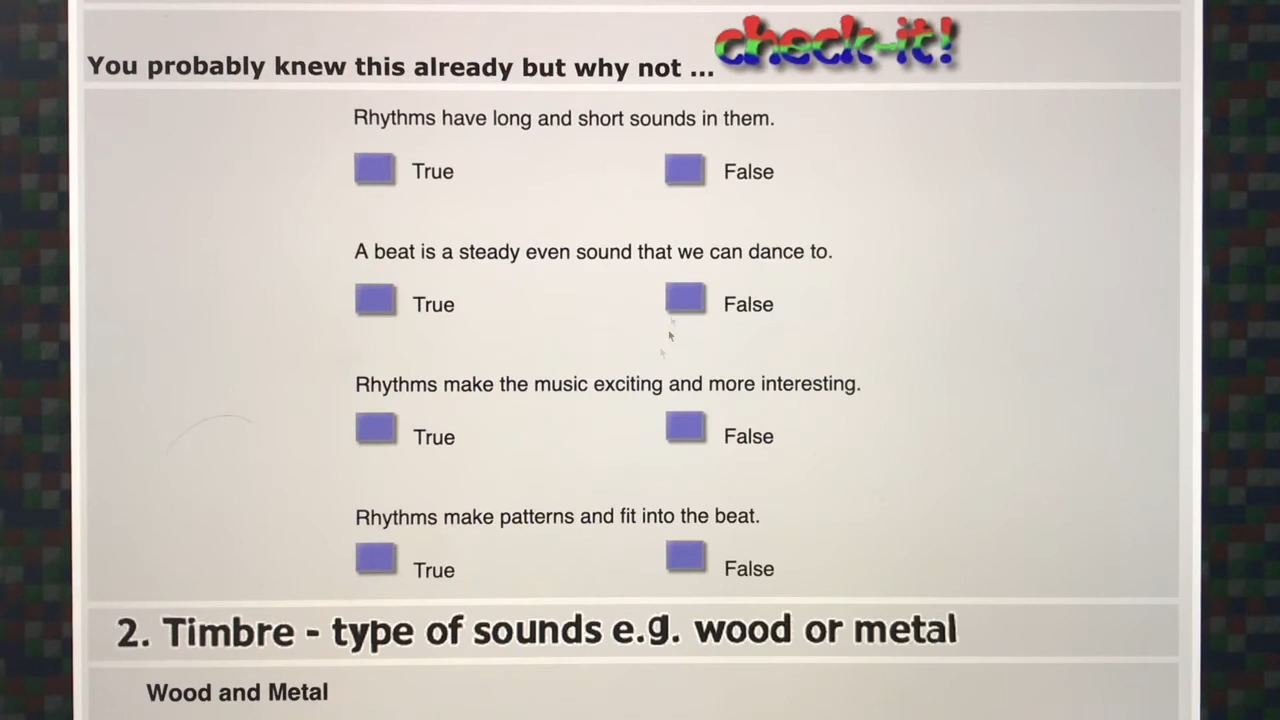 You probably knew this already but why not ... check-it!
Rhythms have long and short sounds in them.
True False
A beat is a steady even sound that we can dance to.
True False
Rhythms make the music exciting and more interesting.
True False
Rhythms make patterns and fit into the beat.
True False
2. Timbre - type of sounds e.g. wood or metal
Wood and Metal